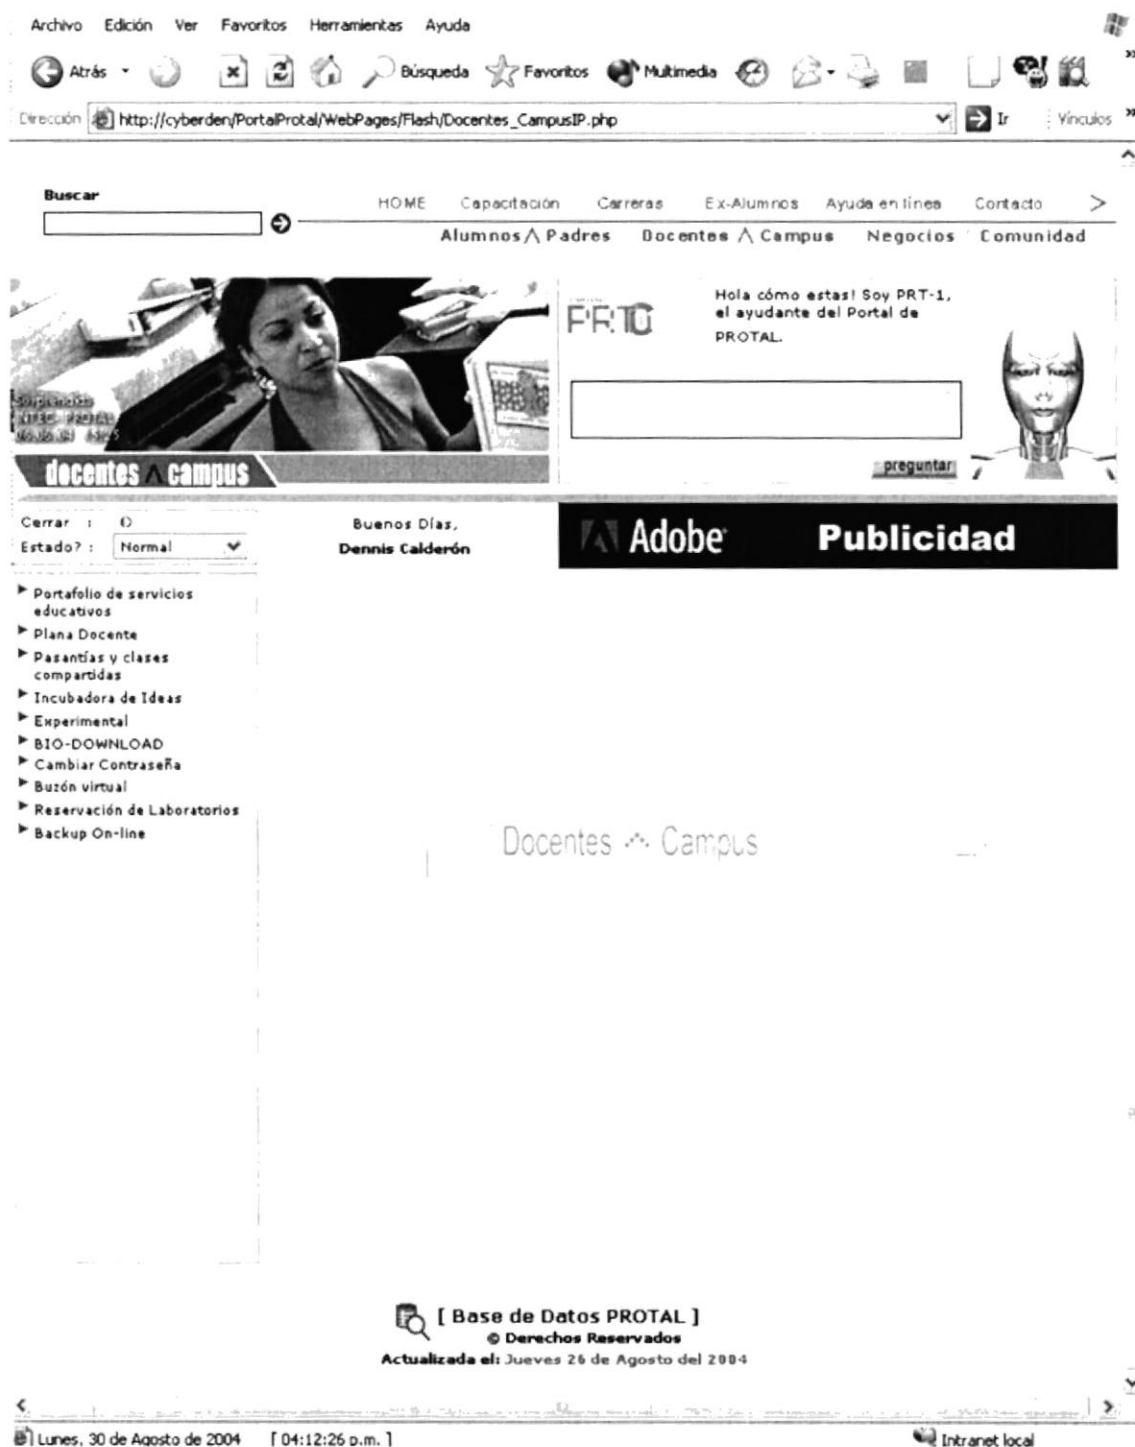 Archivo Edición Ver Favoritos Herramientas Ayuda
Atrás Búsqueda Favoritos Multimedia
Dirección http://cyberden/PortalProtal/WebPages/Flash/Docentes_CampusIP.php Ir Vínculos
Buscar
HOME Capacitación Carreras Ex-Alumnos Ayuda en línea Contacto >
Alumnos Λ Padres Docentes Λ Campus Negocios Comunidad
Hola cómo estas! Soy PRT-1,
el ayudante del Portal de
PROTAL.
preguntar
docentes Λ campus
Cerrar :
Estado? : Normal
Buenos Días,
Dennis Calderón
Adobe Publicidad
Portafolio de servicios
educativos
Plana Docente
Pasantías y clases
compartidas
Incubadora de Ideas
Experimental
BIO-DOWNLOAD
Cambiar Contraseña
Buzón virtual
Reservación de Laboratorios
Backup On-line
Docentes Λ Campus
[ Base de Datos PROTAL ]
© Derechos Reservados
Actualizada el: Jueves 26 de Agosto del 2004
Lunes, 30 de Agosto de 2004 [ 04:12:26 p.m. ] Intranet local